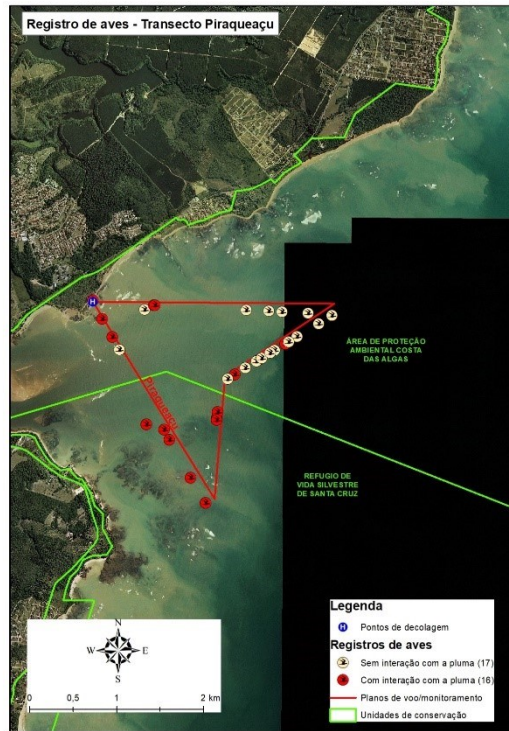 Registro de aves - Transecto Piraqueaçu
H
Piraqueaçu
ÁREA DE PROTEÇÃO
AMBIENTAL COSTA
DAS ALGAS
REFUGIO DE
VIDA SILVESTRE
DE SANTA CRUZ
N
W E
S
0 0,5 1 2 km
Legenda
H Pontos de decolagem
Registros de aves
Sem interação com a pluma (17)
Com interação com a pluma (16)
Planos de voo/monitoramento
Unidades de conservação